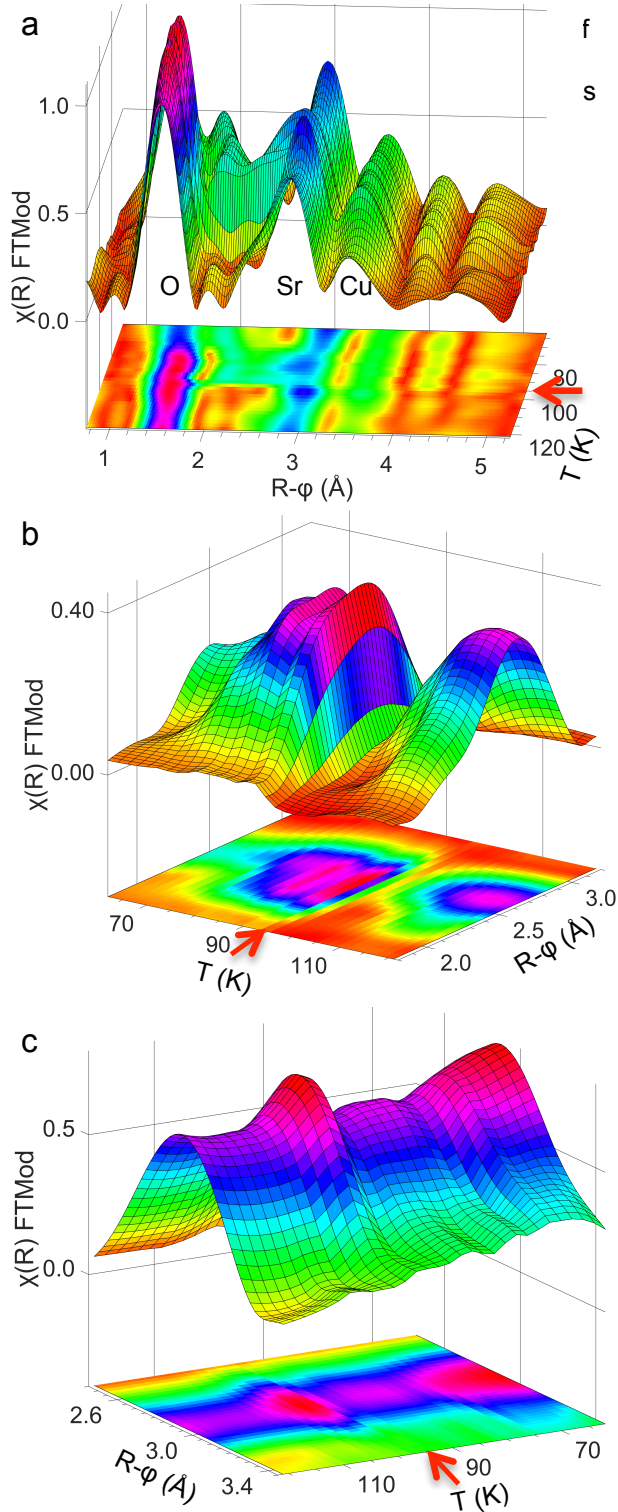 a
f
s
1.0
0.5
0.0
χ(R) FTMod
O Sr Cu
80
100
120
T (K)
1 2 3 4 5
R-φ (Å)
b
0.40
0.00
χ(R) FTMod
70
90
110
T (K)
2.0
2.5
3.0
R-φ (Å)
c
0.5
0.0
χ(R) FTMod
2.6
3.0
3.4
R-φ (Å)
110
90
70
T (K)